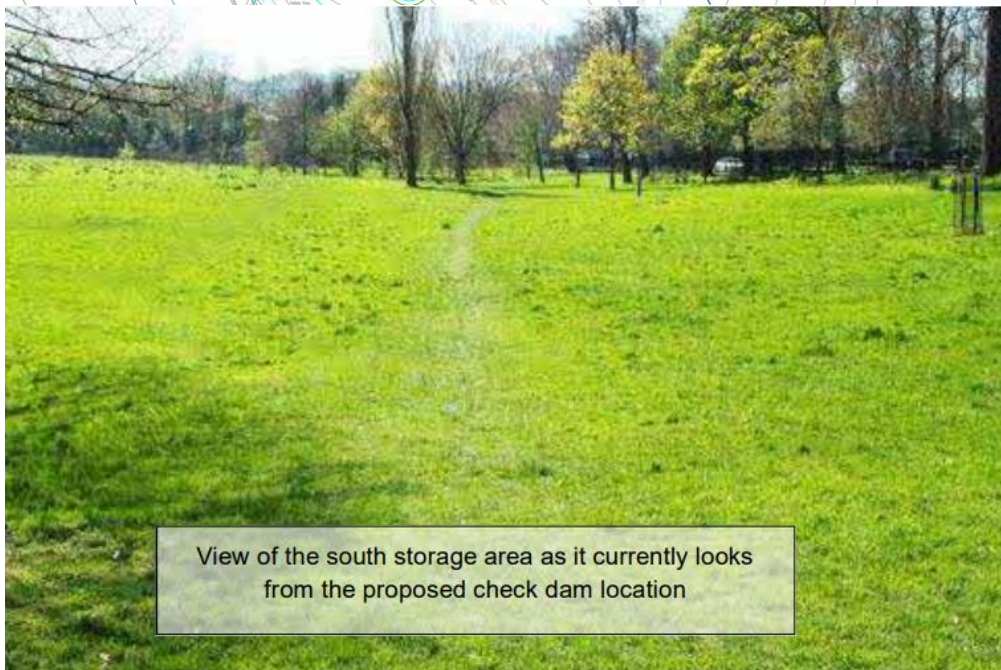 View of the south storage area as it currently looks
from the proposed check dam location